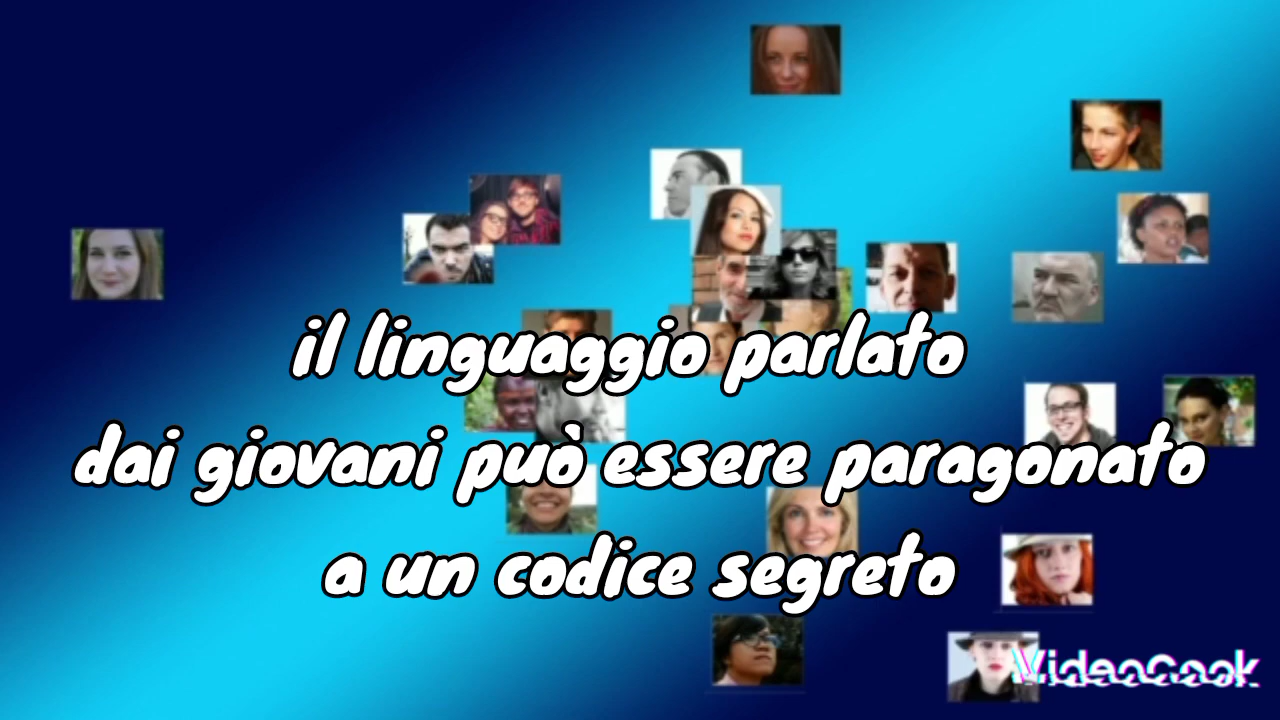 il linguaggio parlato
dai giovani può essere paragonato
a un codice segreto
VideoCook